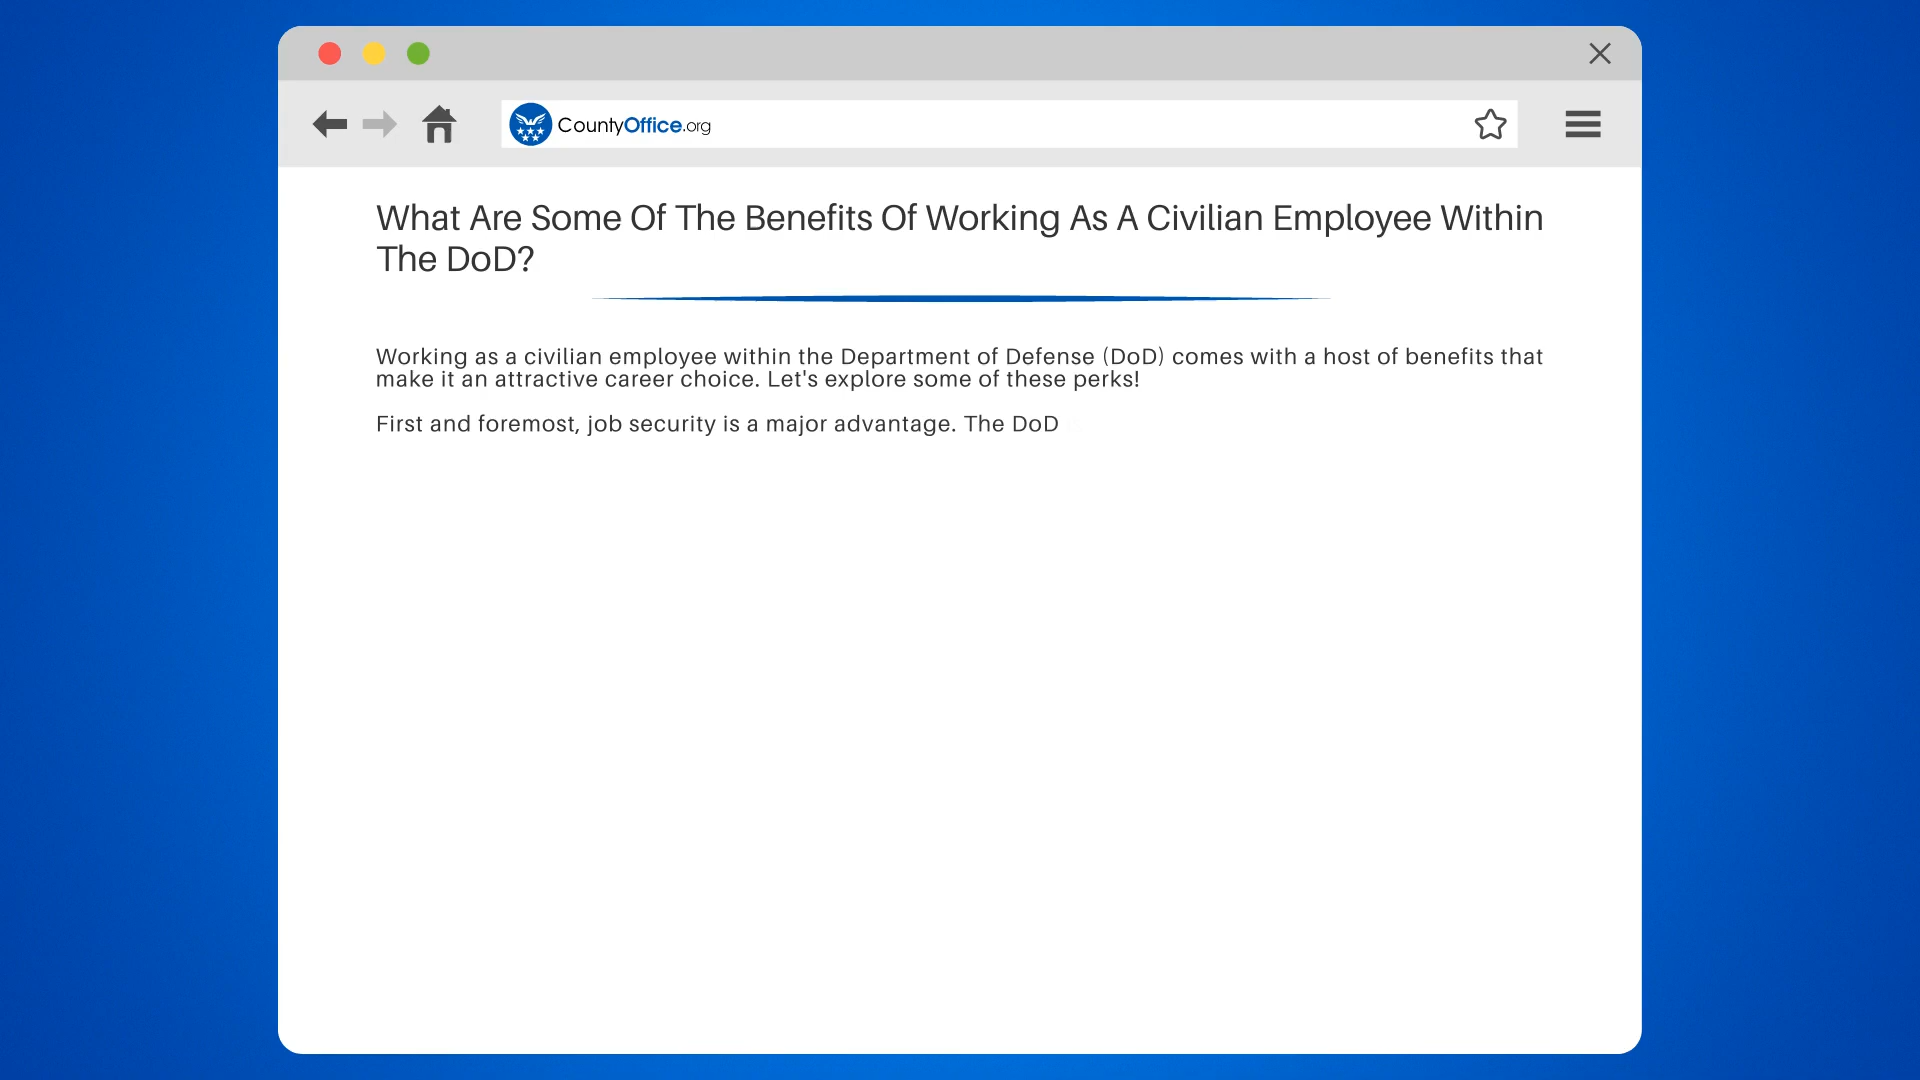 CountyOffice.org
What Are Some Of The Benefits Of Working As A Civilian Employee Within
The DoD?
Working as a civilian employee within the Department of Defense (DoD) comes with a host of benefits that
make it an attractive career choice. Let's explore some of these perks!
First and foremost, job security is a major advantage. The DoD